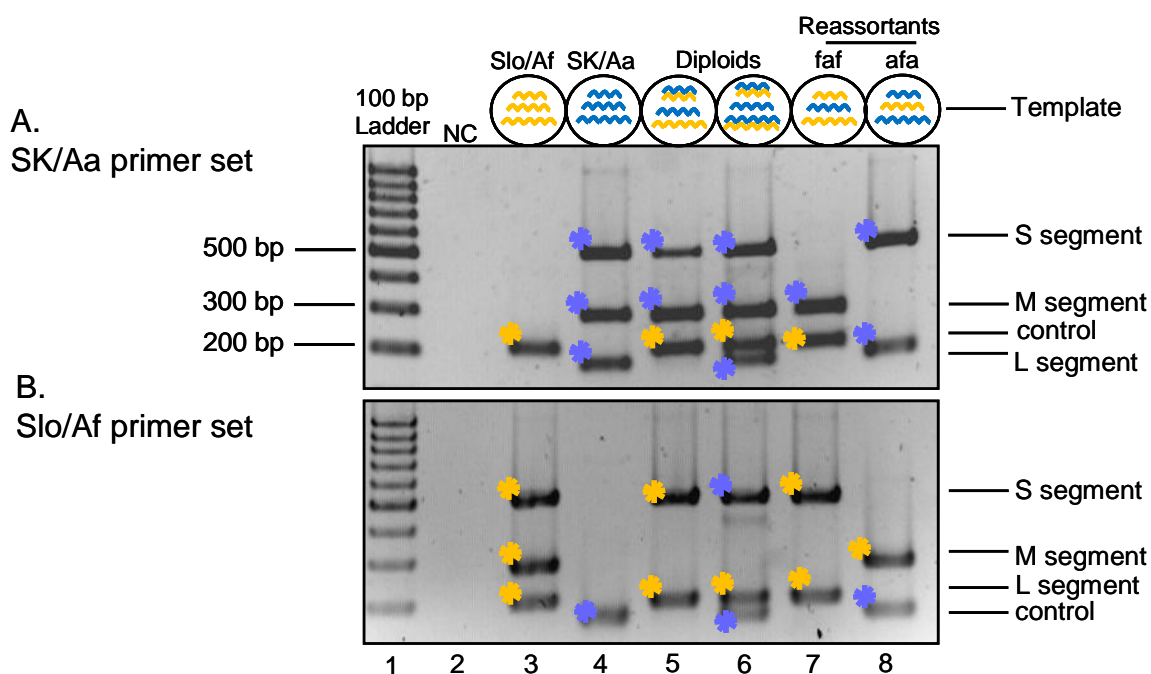 Reassortants
Slo/Af SK/Aa Diploids faf afa
100 bp
Ladder
NC
Template
A.
SK/Aa primer set
500 bp
300 bp
200 bp
S segment
M segment
control
L segment
B.
Slo/Af primer set
S segment
M segment
L segment
control
1 2 3 4 5 6 7 8